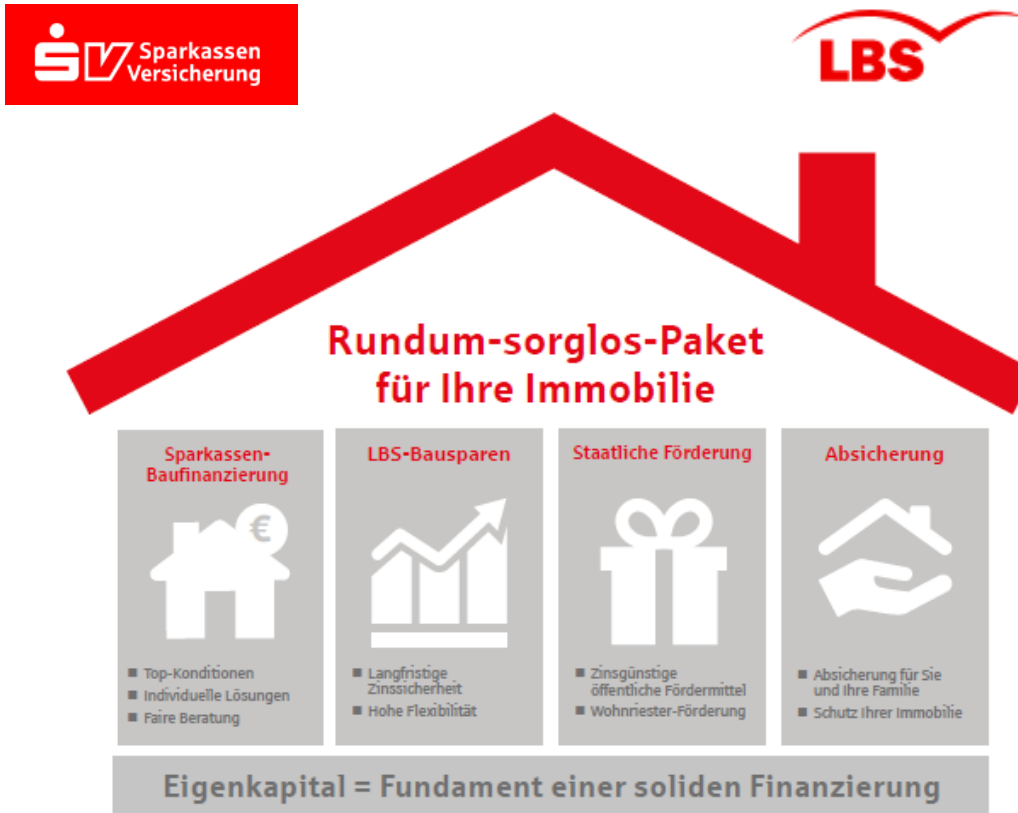 Sparkassen
Versicherung
LBS
Rundum-sorglos-Paket
für Ihre Immobilie
Sparkassen-
Baufinanzierung
€
■ Top-Konditionen
■ Individuelle Lösungen
■ Faire Beratung
LBS-Bausparen
■ Langfristige
Zinssicherheit
■ Hohe Flexibilität
Staatliche Förderung
■ Zinsgünstige
öffentliche Fördermittel
■ Wohnriester-Förderung
Absicherung
■ Absicherung für Sie
und Ihre Familie
■ Schutz Ihrer Immobilie
Eigenkapital = Fundament einer soliden Finanzierung